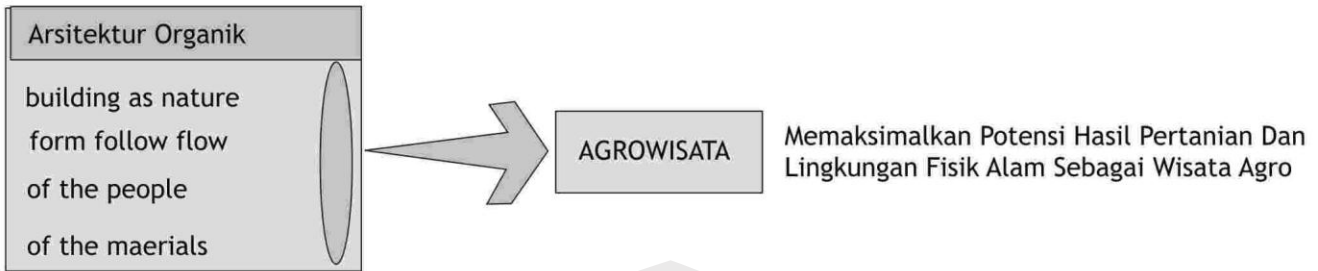 Arsitektur Organik
building as nature
form follow flow
of the people
of the maerials
AGROWISATA
Memaksimalkan Potensi Hasil Pertanian Dan
Lingkungan Fisik Alam Sebagai Wisata Agro